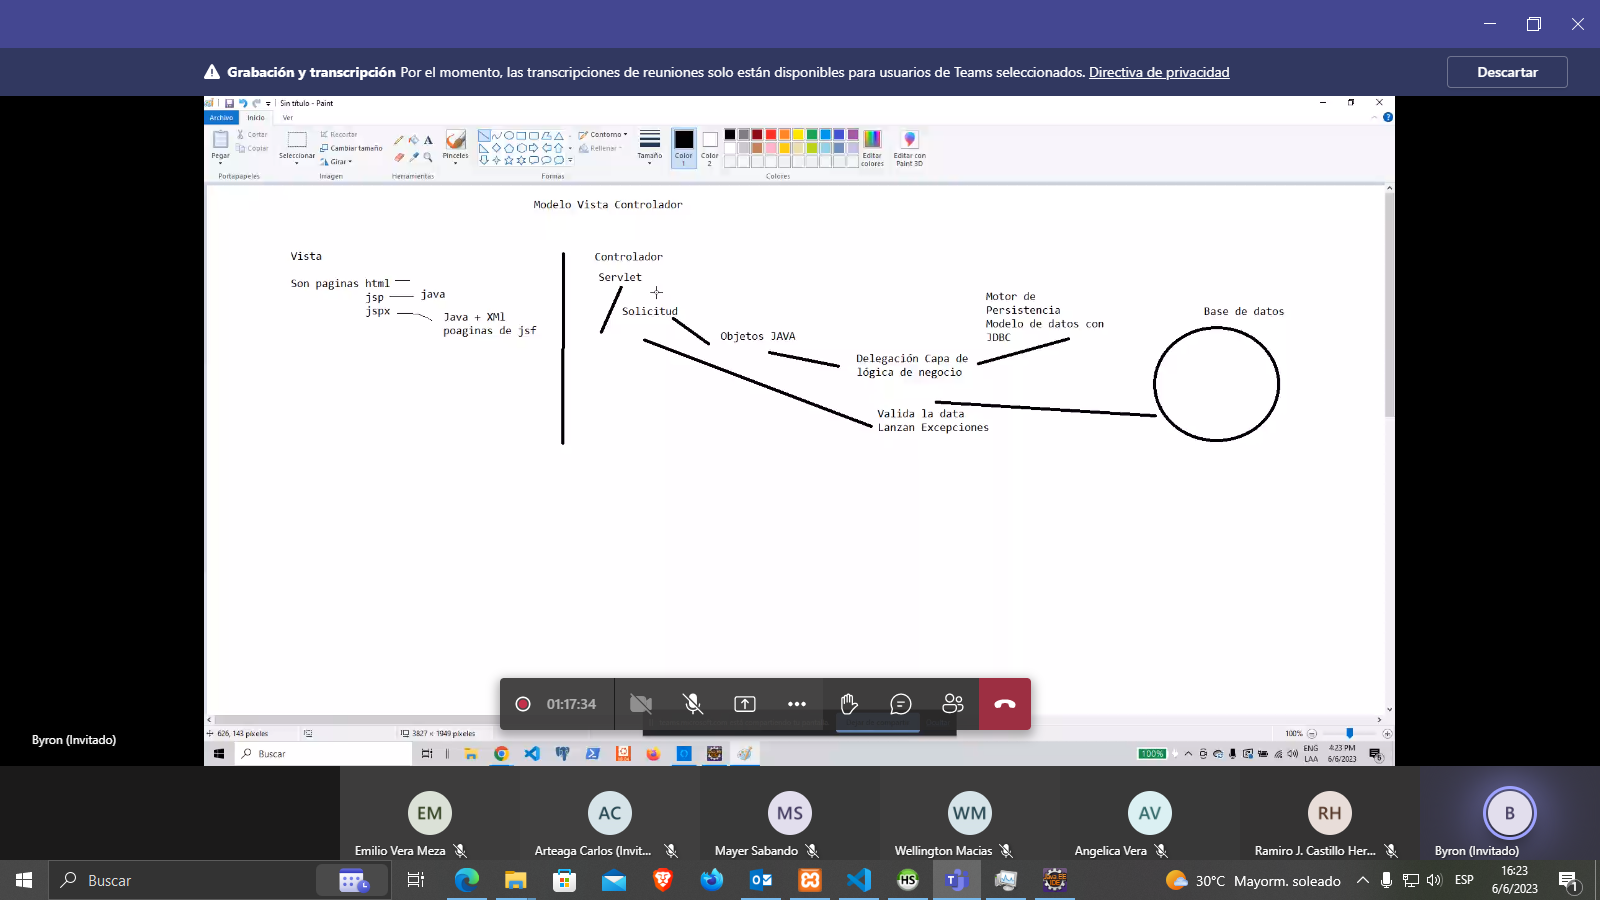 Grabación y transcripción Por el momento, las transcripciones de reuniones solo están disponibles para usuarios de Teams seleccionados. Directiva de privacidad
Descartar
Sin título - Paint
Archivo Inicio Ver
Pegar
Cortar
Copiar
Portapapeles
Seleccionar
Recortar
Cambiar tamaño
Girar
Imagen
A
Herramientas
Pinceles
Formas
Contorno
Rellenar
Tamaño
Color 1
Color 2
Editar colores
Editar con Paint 3D
Colores
Modelo Vista Controlador
Vista
Son paginas html
jsp
java
jspx
Java + XMl
poaginas de jsf
Controlador
Servlet
Solicitud
Objetos JAVA
Delegación Capa de
lógica de negocio
Motor de
Persistencia
Modelo de datos con
JDBC
Base de datos
Valida la data
Lanzan Excepciones
01:17:34
626, 143 píxeles
3827 × 1949 píxeles
100%
Buscar
100%
ENG
LAA
4:23 PM
6/6/2023
Byron (Invitado)
EM
AC
MS
WM
AV
RH
B
Emilio Vera Meza
Arteaga Carlos (Invit...
Mayer Sabando
Wellington Macias
Angelica Vera
Ramiro J. Castillo Her...
Byron (Invitado)
Buscar
HS
30°C Mayorm. soleado
ESP
16:23
6/6/2023
1